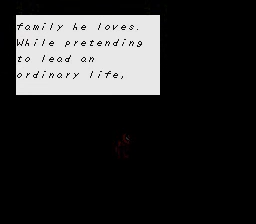 family he loves.
While pretending
to lead an
ordinary life,